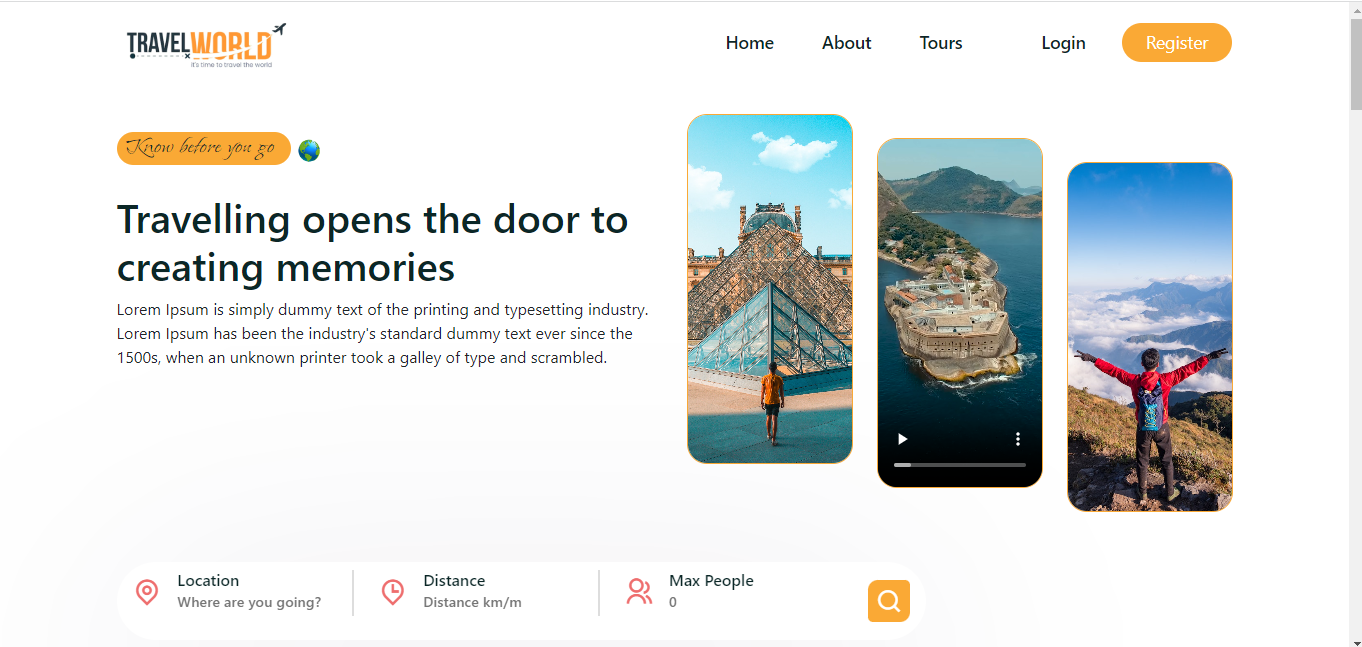 TRAVELWORLD
it's time to travel the world
Home About Tours Login Register
Know before you go
Travelling opens the door to
creating memories
Lorem Ipsum is simply dummy text of the printing and typesetting industry.
Lorem Ipsum has been the industry's standard dummy text ever since the
1500s, when an unknown printer took a galley of type and scrambled.
Location Distance Max People
Where are you going? Distance km/m 0